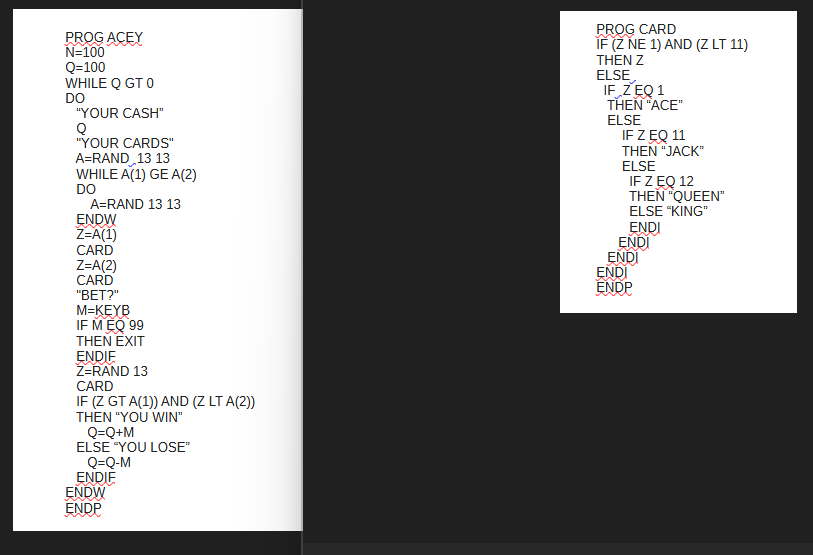 PROG ACEY
N=100
Q=100
WHILE Q GT 0
DO
“YOUR CASH”
Q
"YOUR CARDS"
A=RAND 13 13
WHILE A(1) GE A(2)
DO
A=RAND 13 13
ENDW
Z=A(1)
CARD
Z=A(2)
CARD
"BET?"
M=KEYB
IF M EQ 99
THEN EXIT
ENDIF
Z=RAND 13
CARD
IF (Z GT A(1)) AND (Z LT A(2))
THEN “YOU WIN”
Q=Q+M
ELSE “YOU LOSE”
Q=Q-M
ENDIF
ENDW
ENDP
PROG CARD
IF (Z NE 1) AND (Z LT 11)
THEN Z
ELSE
IF Z EQ 1
THEN “ACE”
ELSE
IF Z EQ 11
THEN “JACK”
ELSE
IF Z EQ 12
THEN “QUEEN”
ELSE “KING”
ENDI
ENDI
ENDI
ENDI
ENDP